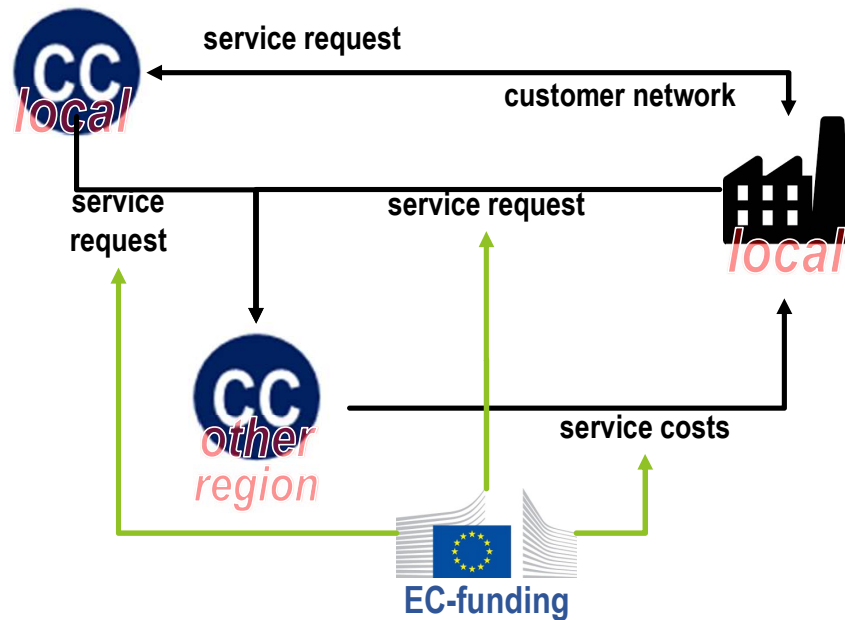 service request
CC
local
customer network
service
request
service request
local
CC
other
region
service costs
EC-funding